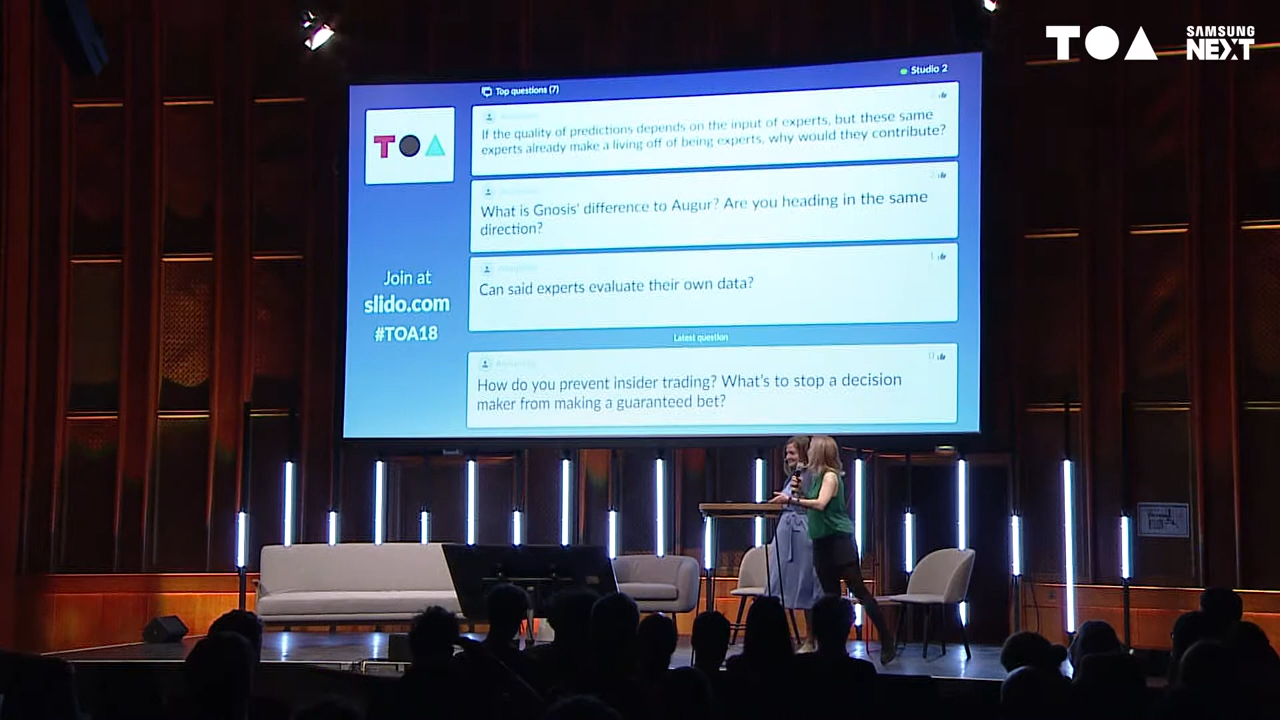 TOA
SAMSUNG
NEXT
Studio 2
Top questions (7)
TOA
If the quality of predictions depends on the input of experts, but these same
experts already make a living off of being experts, why would they contribute?
What is Gnosis' difference to Augur? Are you heading in the same
direction?
1
Can said experts evaluate their own data?
Join at
slido.com
#TOA18
Latest question
0
How do you prevent insider trading? What's to stop a decision
maker from making a guaranteed bet?